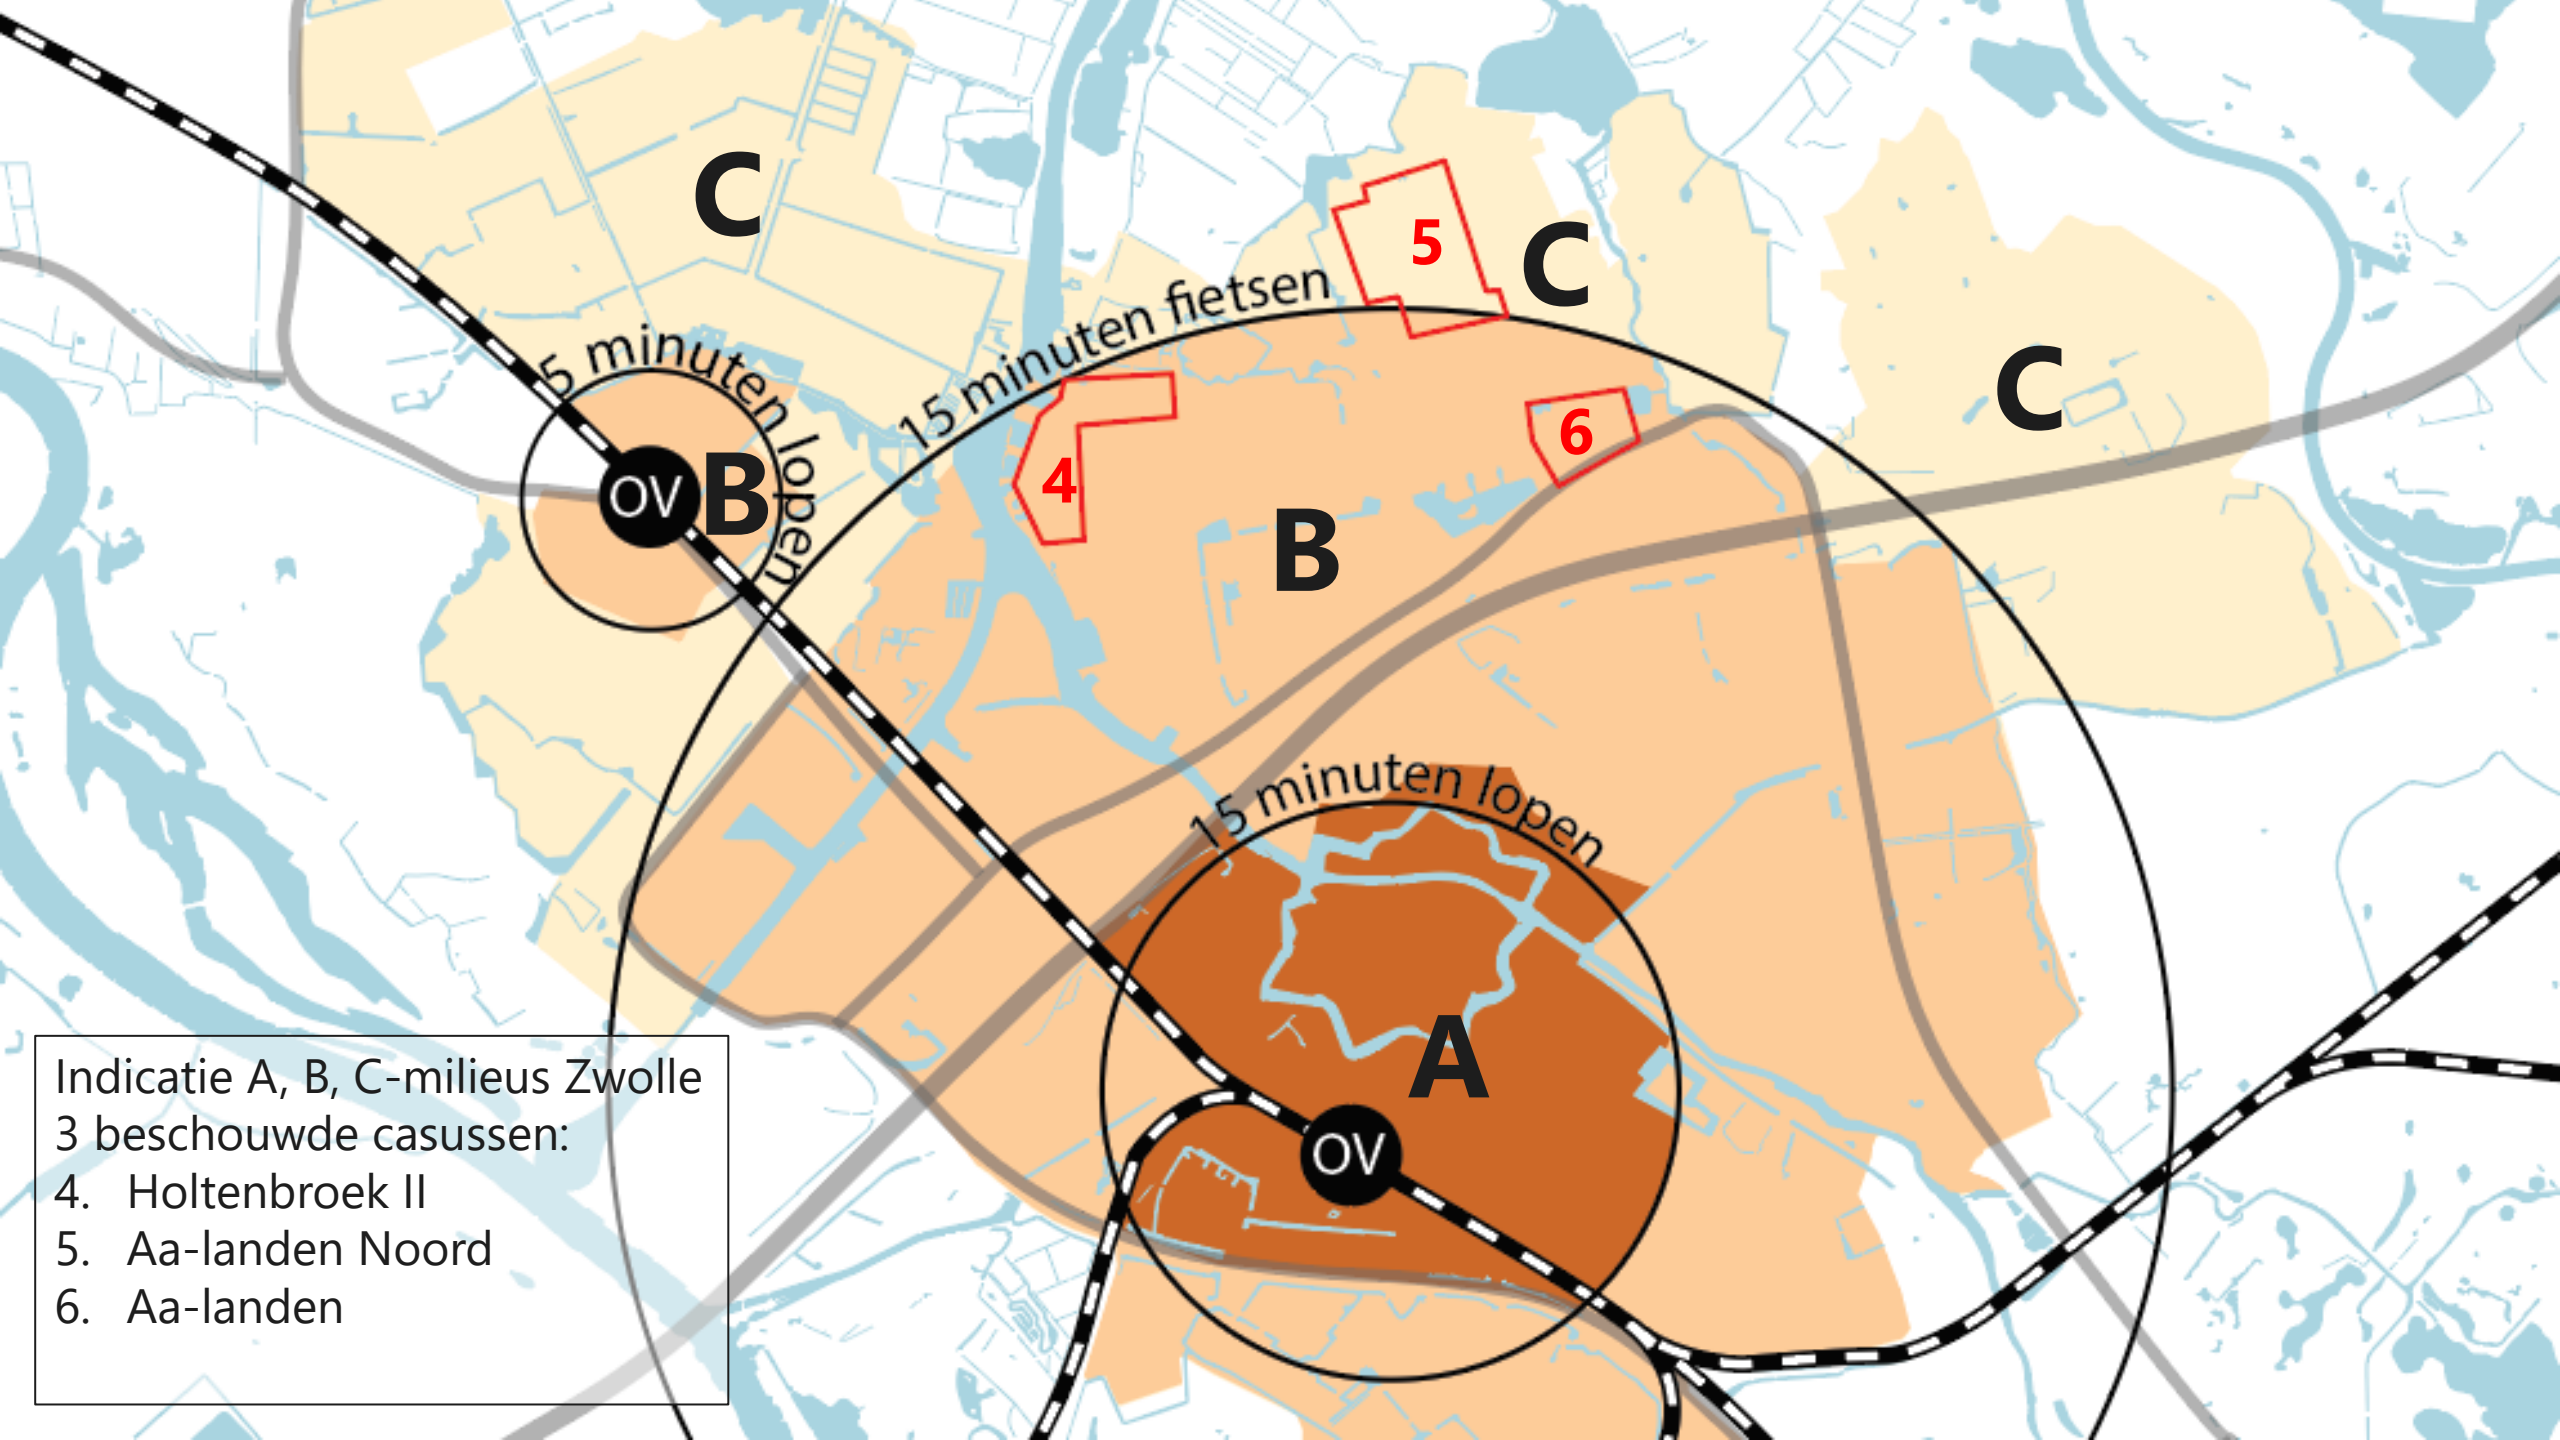 C
5
C
15 minuten fietsen
5 minuten lopen
C
6
4
OV
B
B
15 minuten lopen
A
OV
Indicatie A, B, C-milieus Zwolle
3 beschouwde casussen:
4. Holtenbroek II
5. Aa-landen Noord
6. Aa-landen